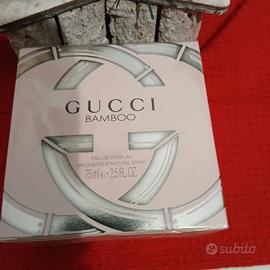 GUCCI
BAMBOO
EAU DE PARFUM
VAPORISATEUR NATURAL SPRAY
75 ml ℮ 2.5 FL.OZ.
subito